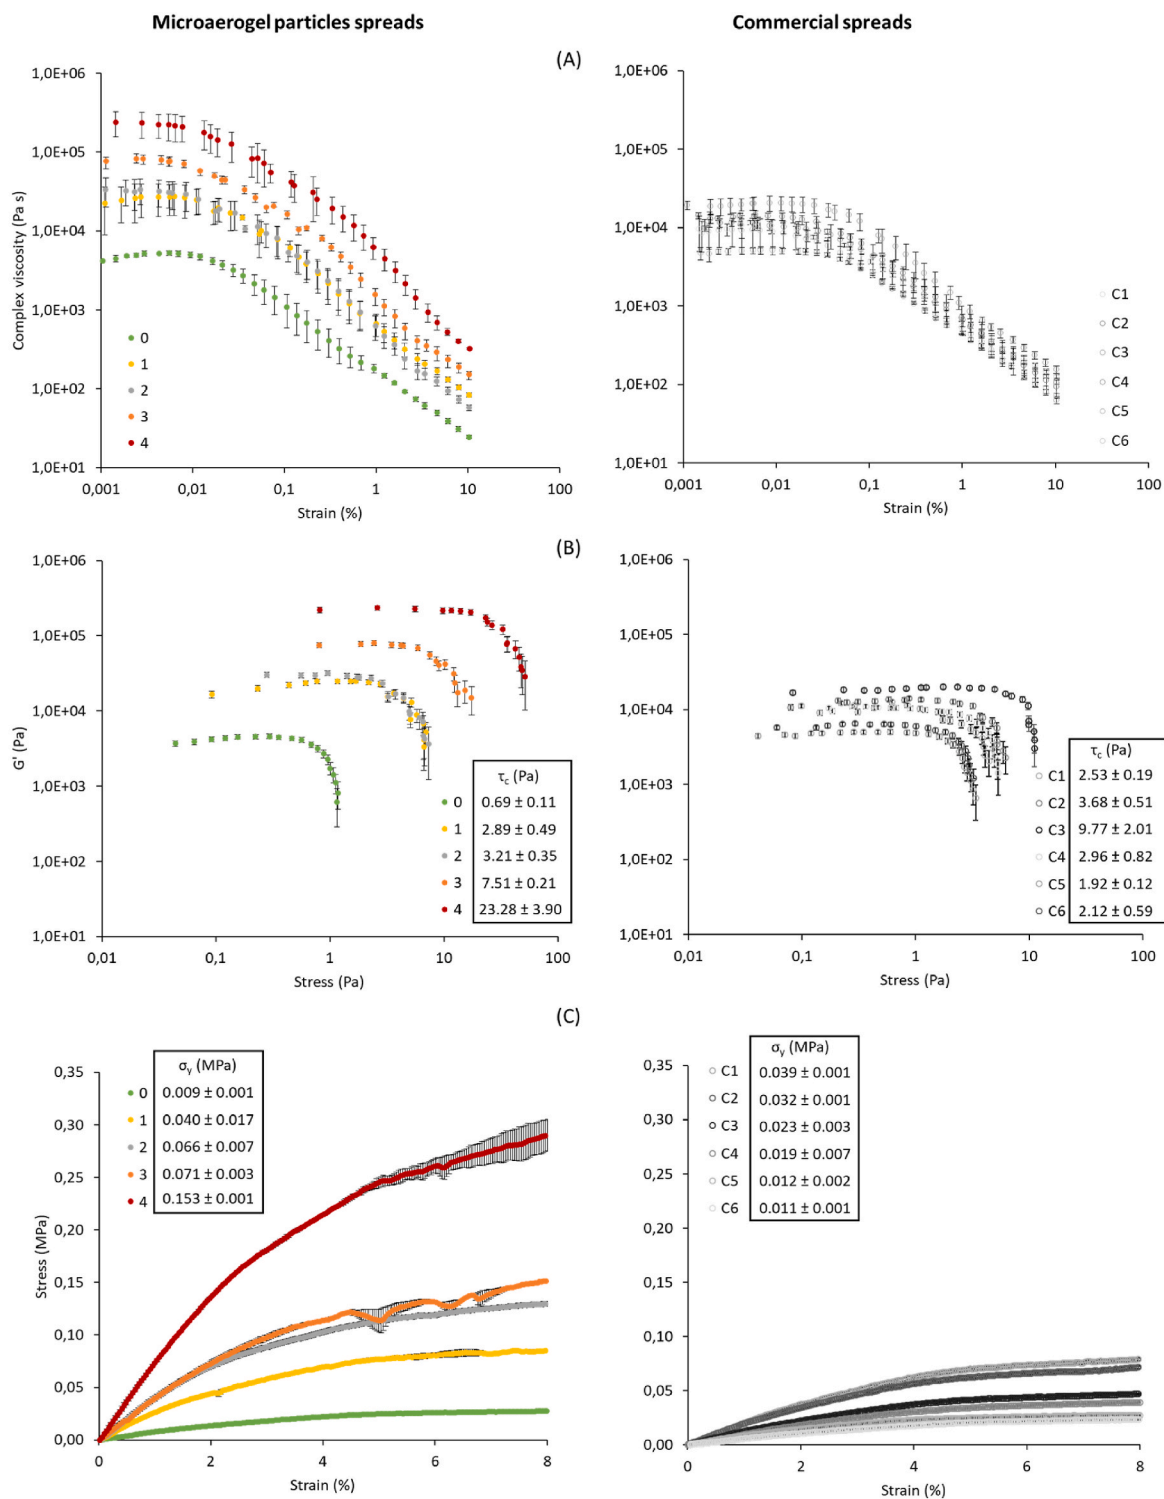 Microaerogel particles spreads
Commercial spreads
(A)
Complex viscosity (Pa s)
1,0E+06
1,0E+05
1,0E+04
1,0E+03
1,0E+02
1,0E+01
0
1
2
3
4
0,001
0,01
0,1
1
10
100
Strain (%)
1,0E+06
1,0E+05
1,0E+04
1,0E+03
1,0E+02
1,0E+01
C1
C2
C3
C4
C5
C6
0,001
0,01
0,1
1
10
100
Strain (%)
(B)
G' (Pa)
1,0E+06
1,0E+05
1,0E+04
1,0E+03
1,0E+02
1,0E+01
τc (Pa)
0 0.69 ± 0.11
1 2.89 ± 0.49
2 3.21 ± 0.35
3 7.51 ± 0.21
4 23.28 ± 3.90
0,01
0,1
1
10
100
Stress (Pa)
1,0E+06
1,0E+05
1,0E+04
1,0E+03
1,0E+02
1,0E+01
τc (Pa)
C1 2.53 ± 0.19
C2 3.68 ± 0.51
C3 9.77 ± 2.01
C4 2.96 ± 0.82
C5 1.92 ± 0.12
C6 2.12 ± 0.59
0,01
0,1
1
10
100
Stress (Pa)
(C)
Stress (MPa)
0,35
0,30
0,25
0,20
0,15
0,10
0,05
0,00
σy (MPa)
0 0.009 ± 0.001
1 0.040 ± 0.017
2 0.066 ± 0.007
3 0.071 ± 0.003
4 0.153 ± 0.001
0
2
4
6
8
Strain (%)
0,35
0,30
0,25
0,20
0,15
0,10
0,05
0,00
σy (MPa)
C1 0.039 ± 0.001
C2 0.032 ± 0.001
C3 0.023 ± 0.003
C4 0.019 ± 0.007
C5 0.012 ± 0.002
C6 0.011 ± 0.001
0
2
4
6
8
Strain (%)